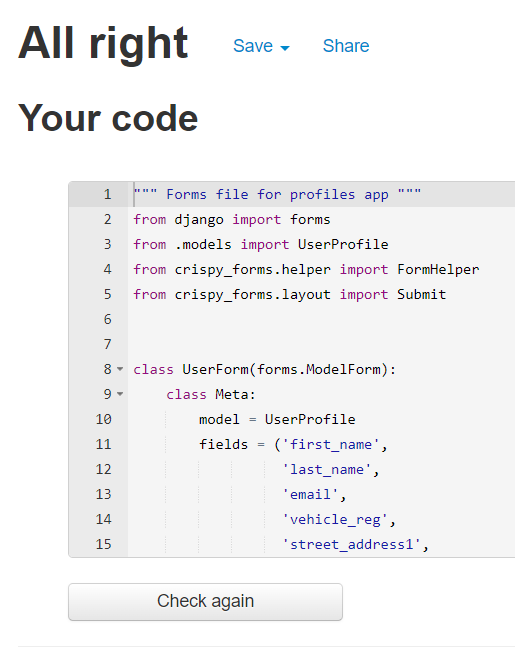 All right Save Share
Your code
1 """ Forms file for profiles app """
2 from django import forms
3 from .models import UserProfile
4 from crispy_forms.helper import FormHelper
5 from crispy_forms.layout import Submit
6
7
8 class UserForm(forms.ModelForm):
9     class Meta:
10         model = UserProfile
11         fields = ('first_name',
12                   'last_name',
13                   'email',
14                   'vehicle_reg',
15                   'street_address1',
Check again